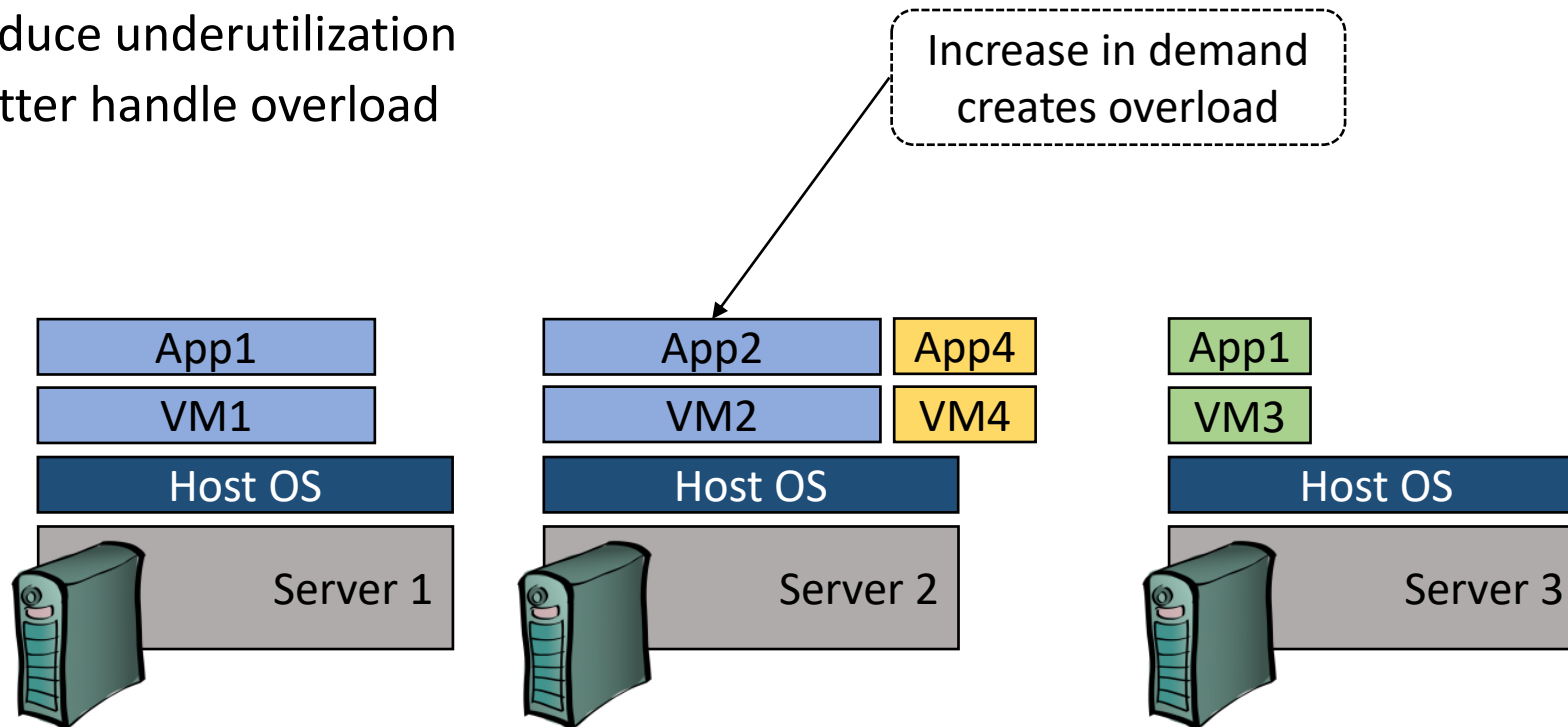 duce underutilization
tter handle overload
Increase in demand
creates overload
App1
App2
App4
App1
VM1
VM2
VM4
VM3
Host OS
Host OS
Host OS
Server 1
Server 2
Server 3